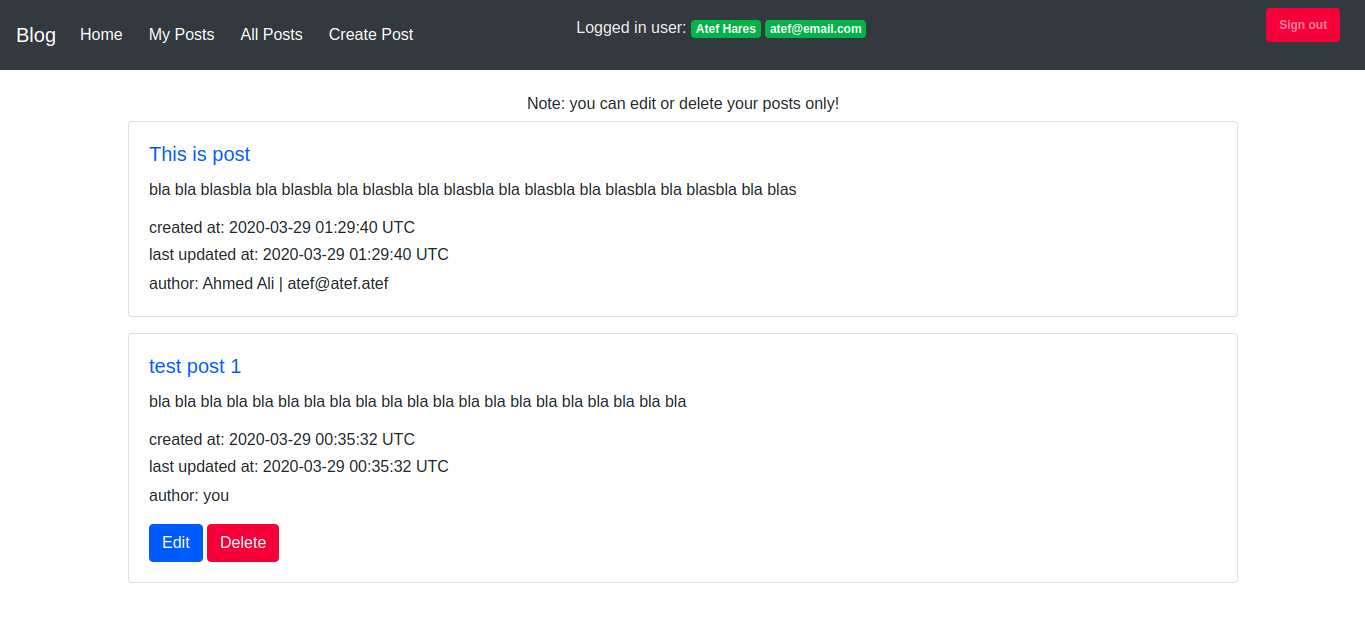 Blog Home My Posts All Posts Create Post Logged in user: Atef Hares atef@email.com Sign out
Note: you can edit or delete your posts only!
This is post
bla bla blasbla bla blasbla bla blasbla bla blasbla bla blasbla bla blasbla bla blasbla bla blas
created at: 2020-03-29 01:29:40 UTC
last updated at: 2020-03-29 01:29:40 UTC
author: Ahmed Ali | atef@atef.atef
test post 1
bla bla bla bla bla bla bla bla bla bla bla bla bla bla bla bla bla bla bla bla bla
created at: 2020-03-29 00:35:32 UTC
last updated at: 2020-03-29 00:35:32 UTC
author: you
Edit Delete